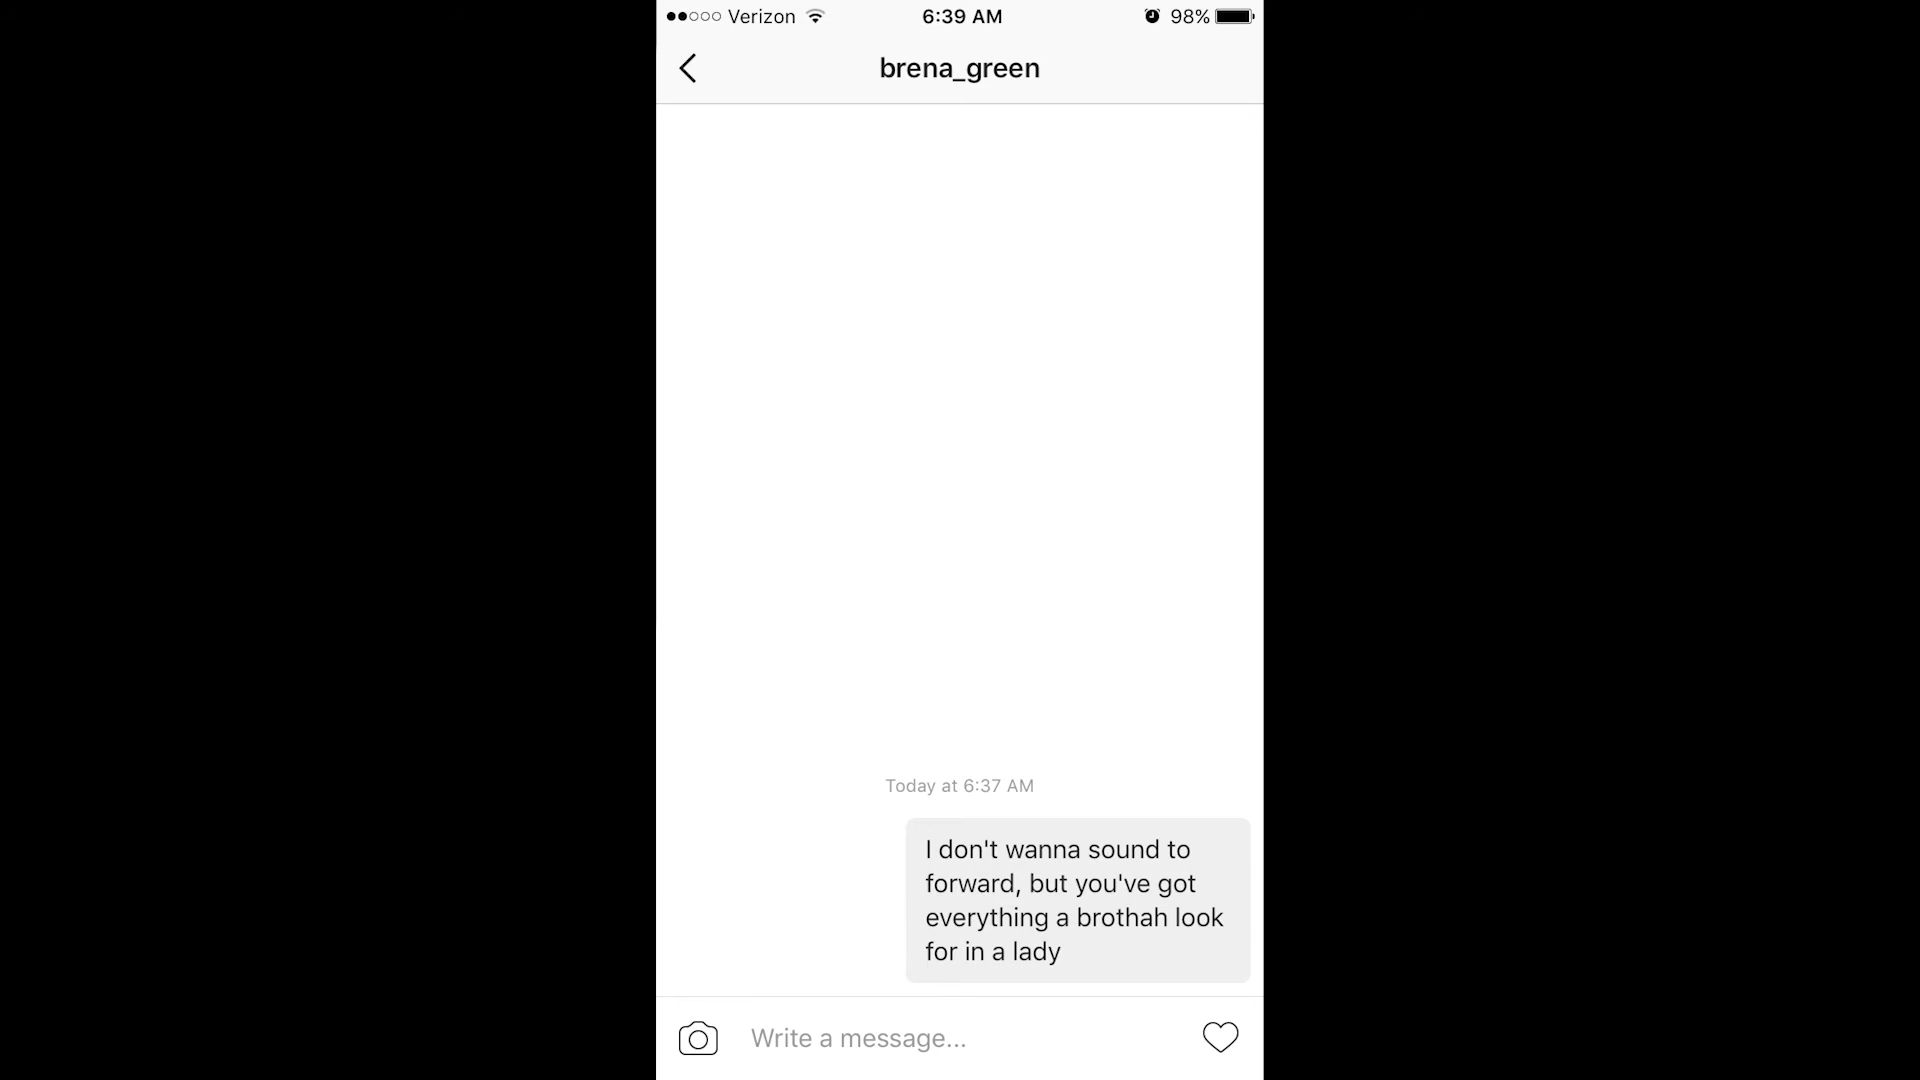 Verizon 6:39 AM 98%
brena_green
Today at 6:37 AM
I don't wanna sound to
forward, but you've got
everything a brothah look
for in a lady
Write a message...